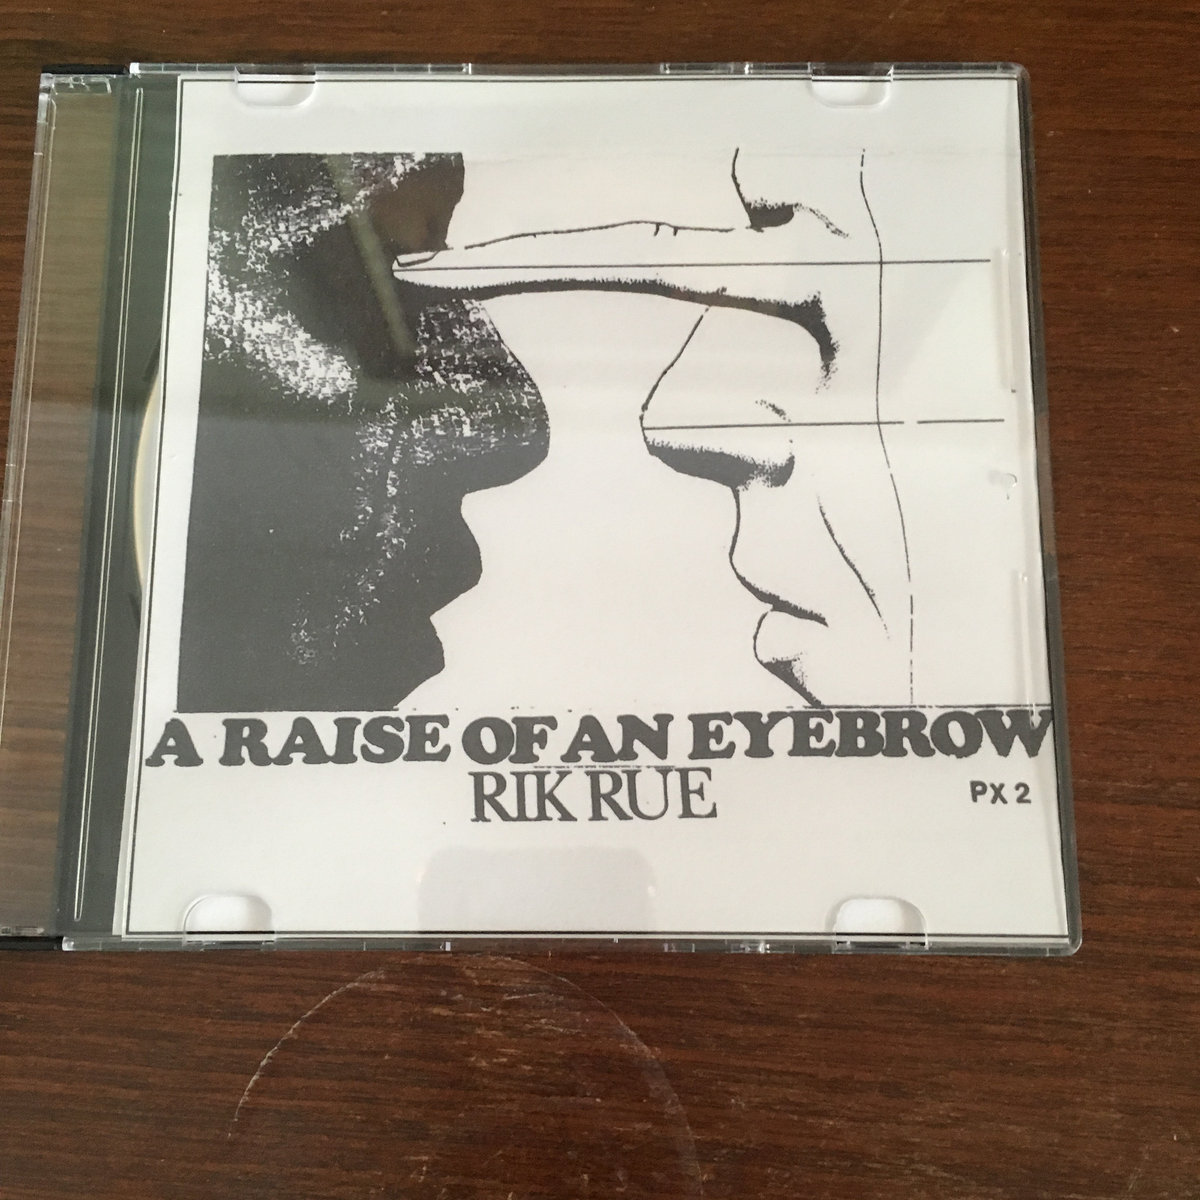 A RAISE OF AN EYEBROW
RIK RUE
PX 2